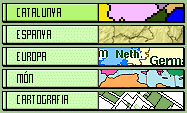 CATALUNYA
ESPANYA
EUROPA
m Neth. Germ
MÓN
CARTOGRAFIA